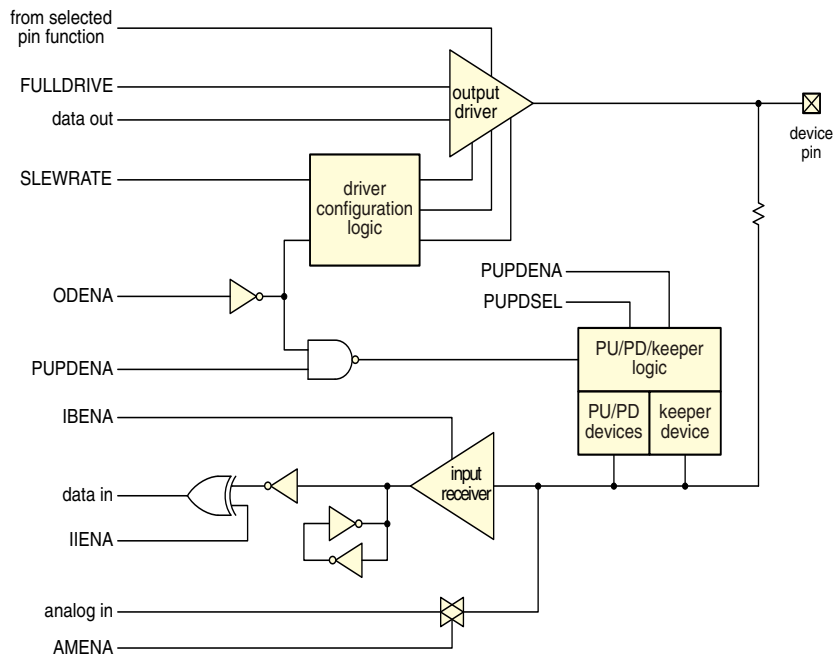 from selected
pin function
FULLDRIVE
data out
output
driver
device
pin
SLEWRATE
driver
configuration
logic
ODENA
PUPDENA
PUPDSEL
PUPDENA
PU/PD/keeper
logic
PU/PD
devices
keeper
device
IBENA
input
receiver
data in
IIENA
analog in
AMENA